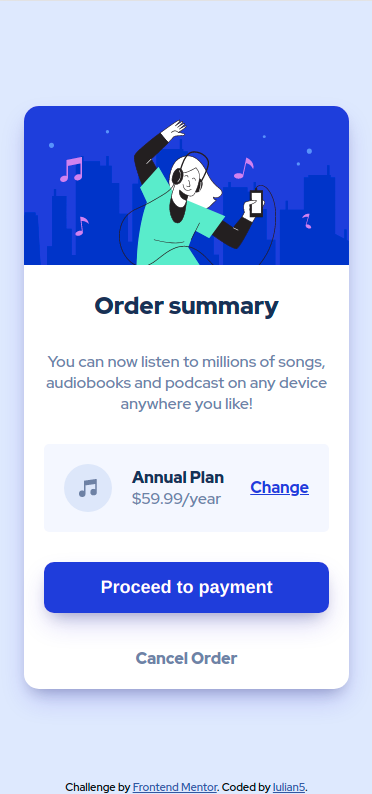 Order summary
You can now listen to millions of songs,
audiobooks and podcast on any device
anywhere you like!
Annual Plan
$59.99/year
Change
Proceed to payment
Cancel Order
Challenge by Frontend Mentor. Coded by Iulian5.